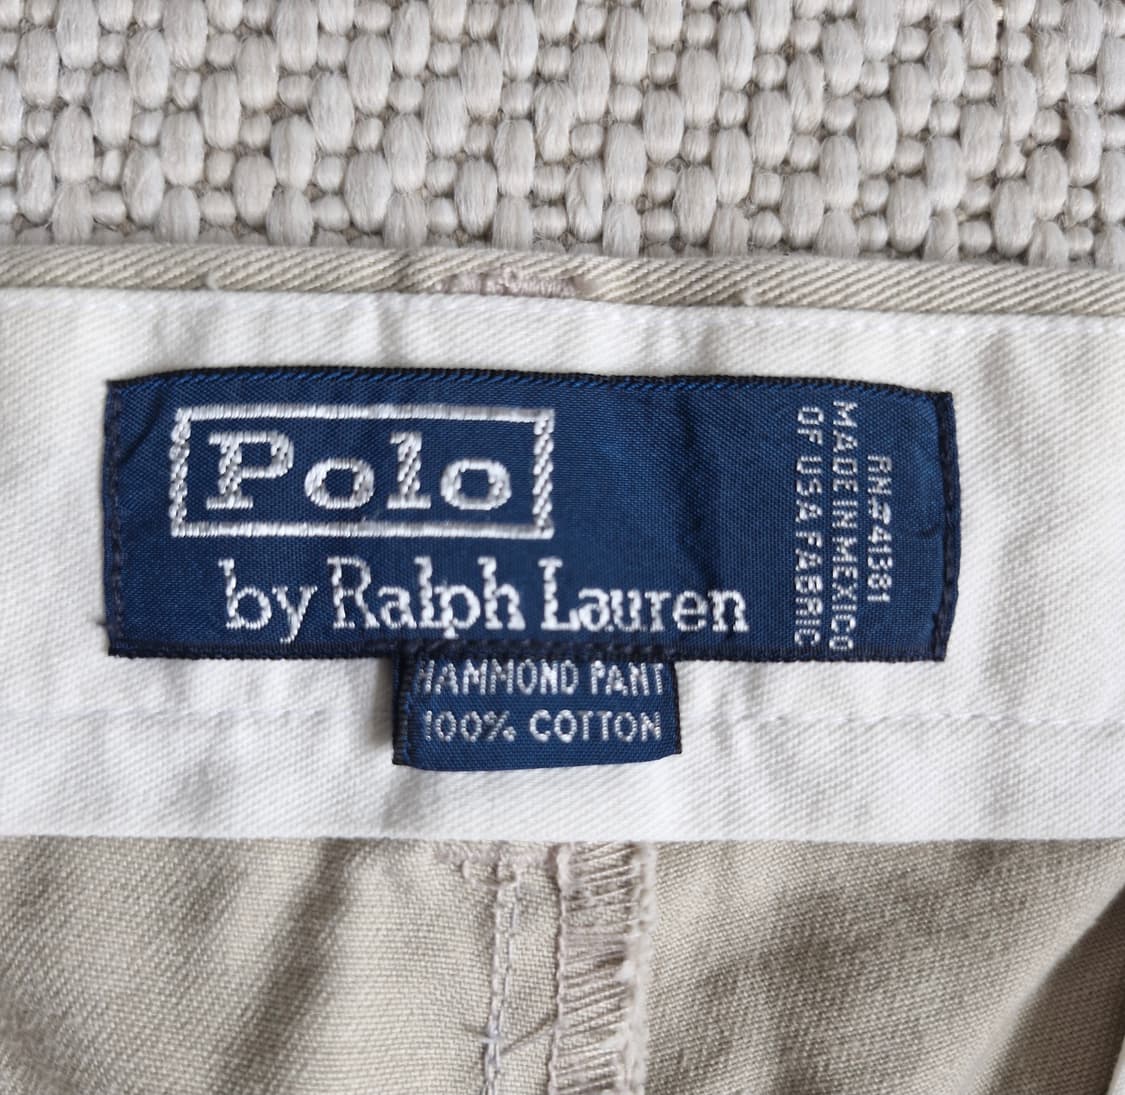 Polo
by Ralph Lauren
RN#41381
MADE IN MEXICO
OF USA FABRIC
HAMMOND PANT
100% COTTON